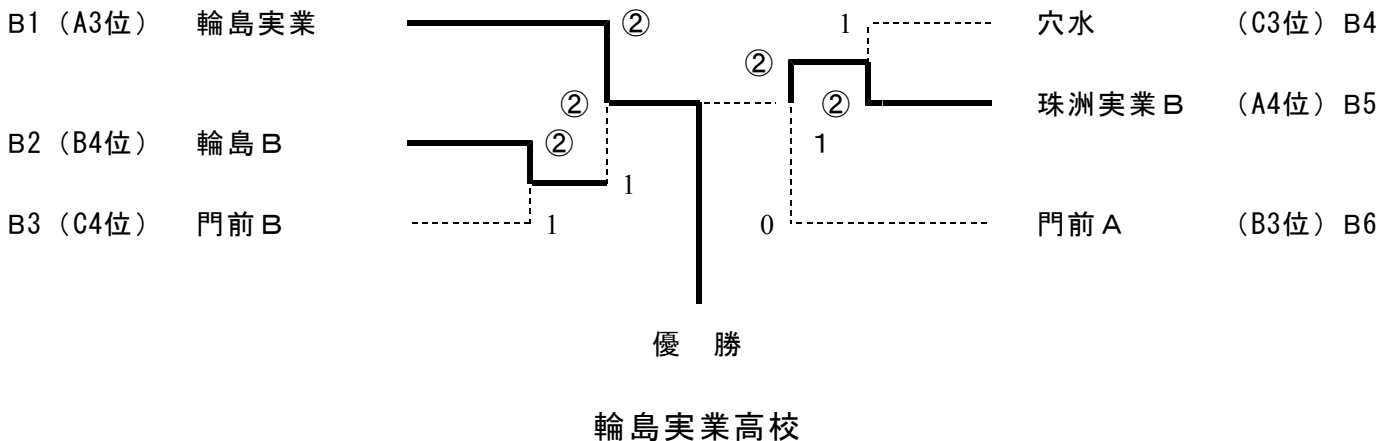 B1（A3位） 輪島実業 ② 1 穴水 （C3位）B4
②
② ② 珠洲実業Ｂ （A4位）B5
B2（B4位） 輪島Ｂ ② 1
1
B3（C4位） 門前Ｂ 1 0 門前Ａ （B3位）B6
優 勝
輪島実業高校